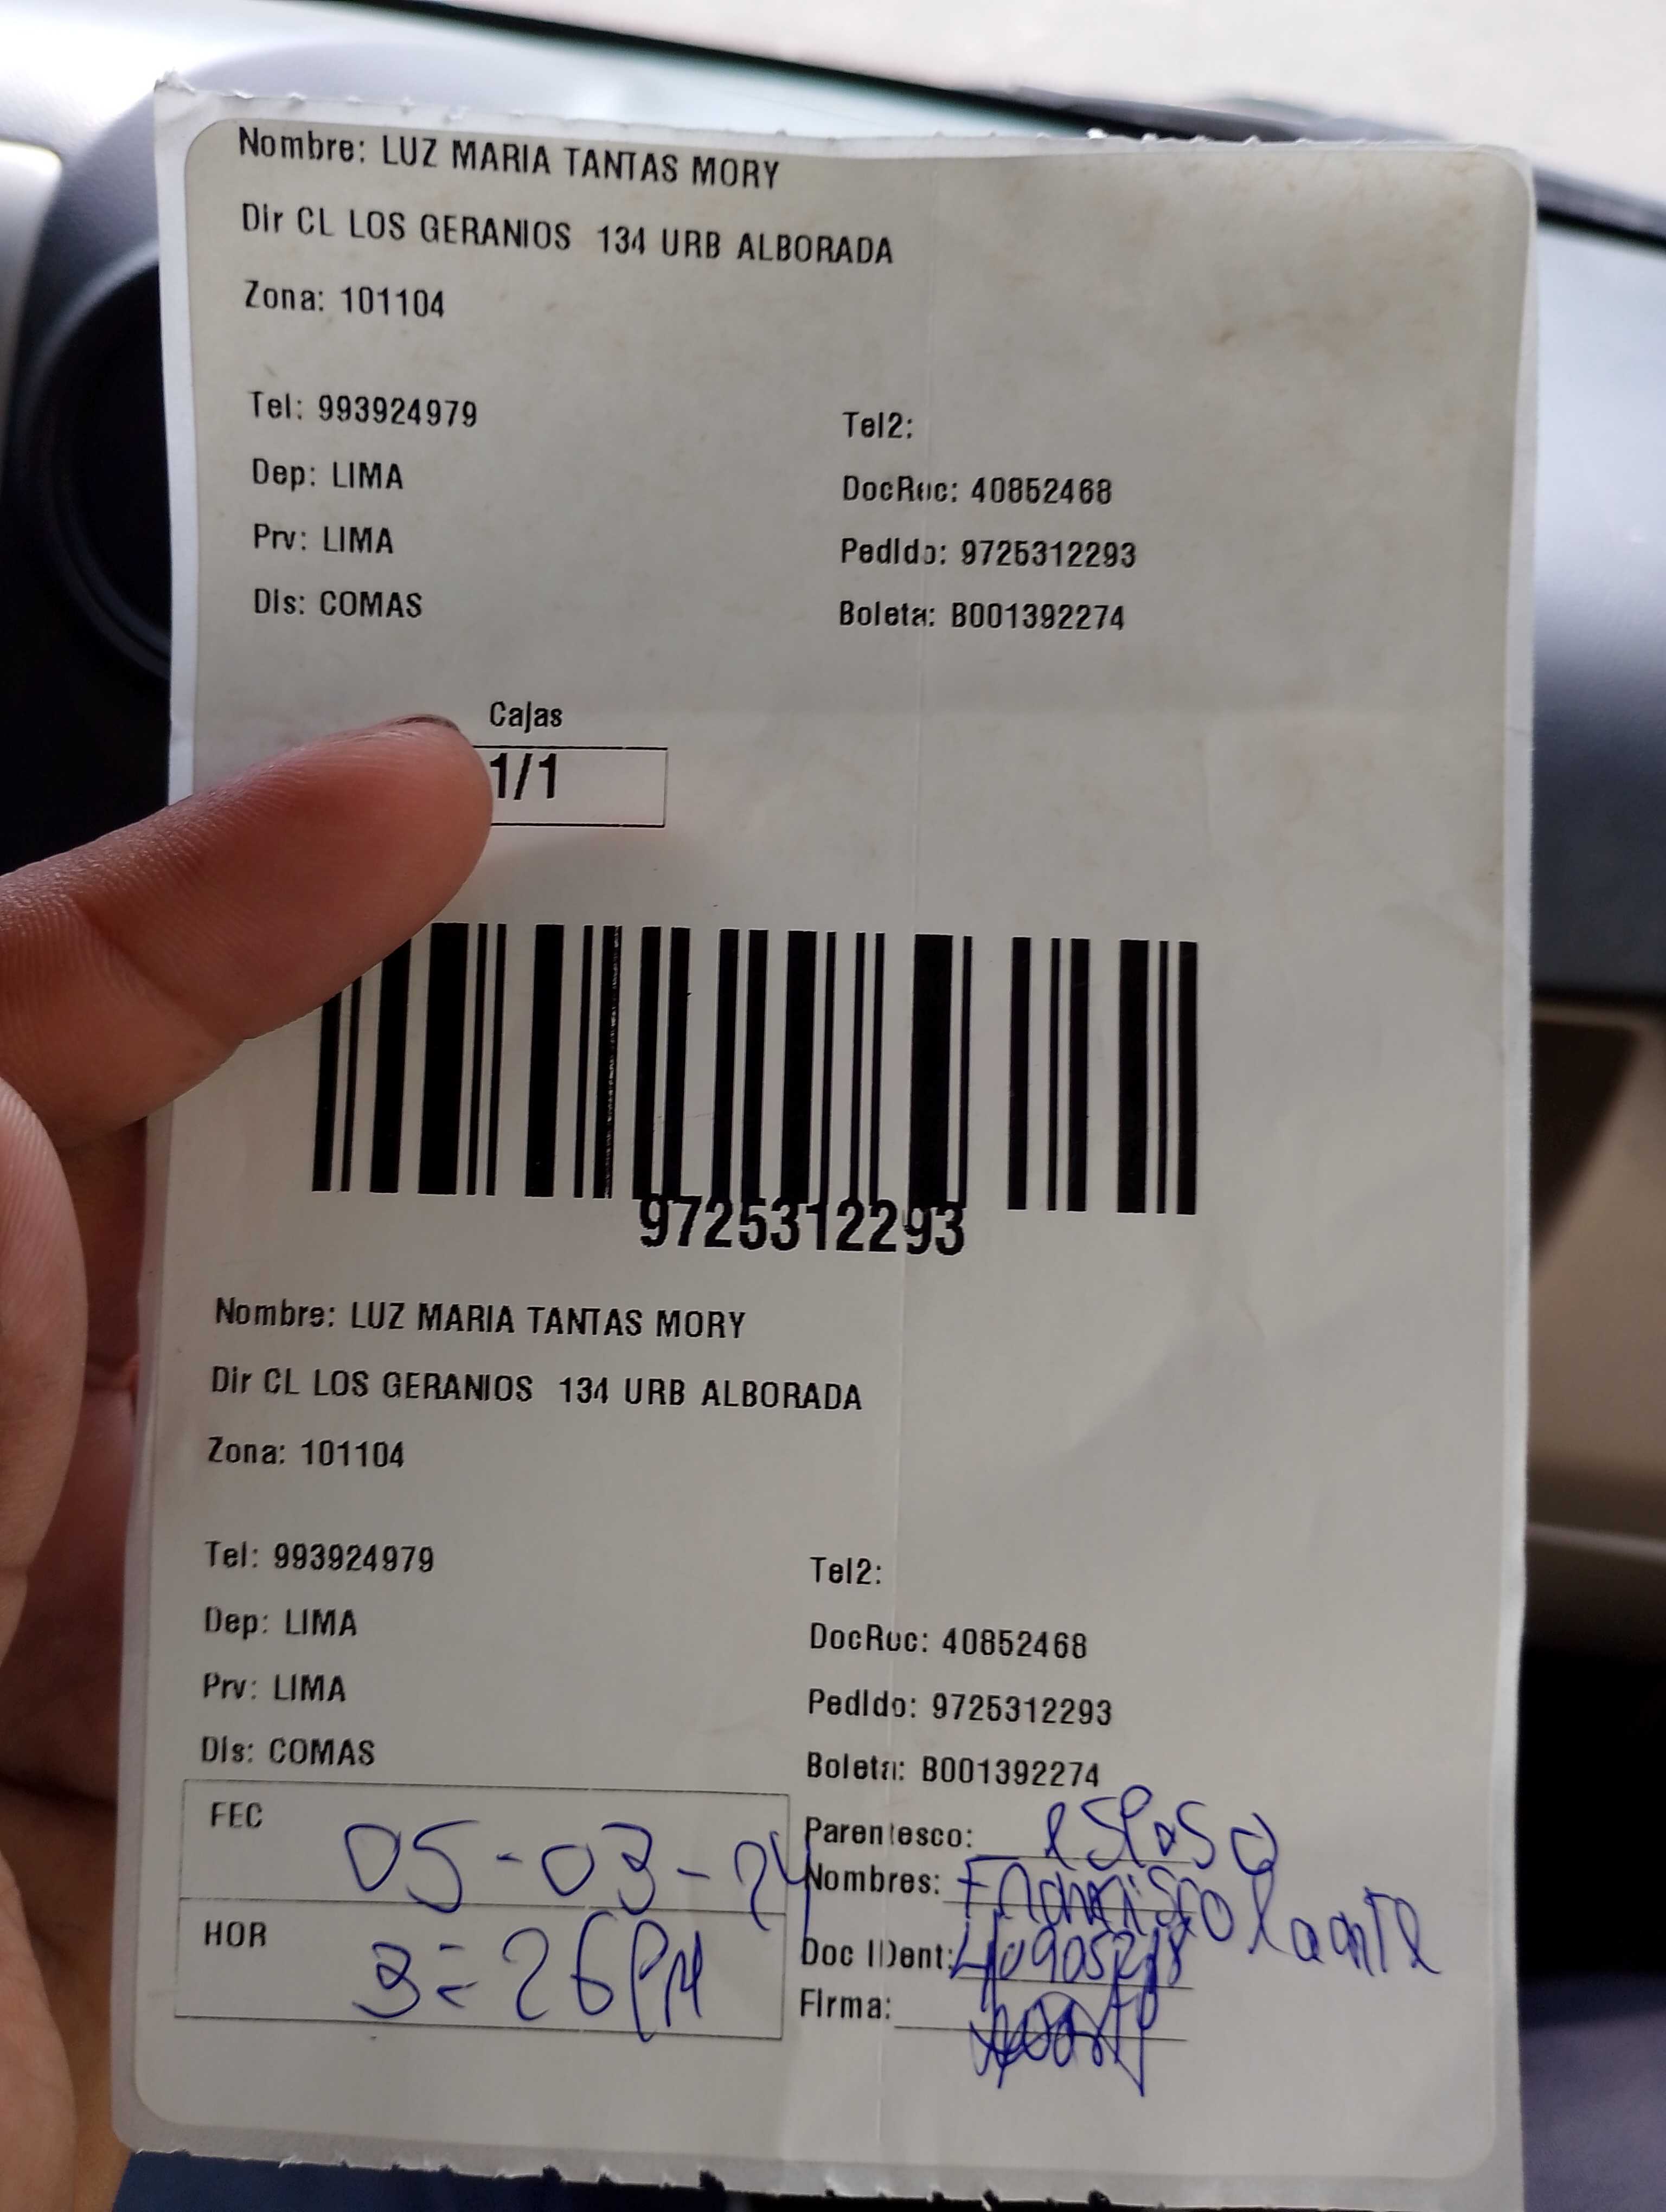 Nombre: LUZ MARIA TANTAS MORY
Dir CL LOS GERANIOS 134 URB ALBORADA
Zona: 101104
Tel: 993924979 Tel2:
Dep: LIMA DocRuc: 40852468
Prv: LIMA Pedido: 9725312293
Dis: COMAS Boleta: B001392274
Cajas
1/1
9725312293
Nombre: LUZ MARIA TANTAS MORY
Dir CL LOS GERANIOS 134 URB ALBORADA
Zona: 101104
Tel: 993924979 Tel2:
Dep: LIMA DocRuc: 40852468
Prv: LIMA Pedido: 9725312293
Dis: COMAS Boleta: B001392274
FEC 05-03-24 Parentesco: esposo
Nombres:
HOR 3:26 PM Doc IDent:
Firma: